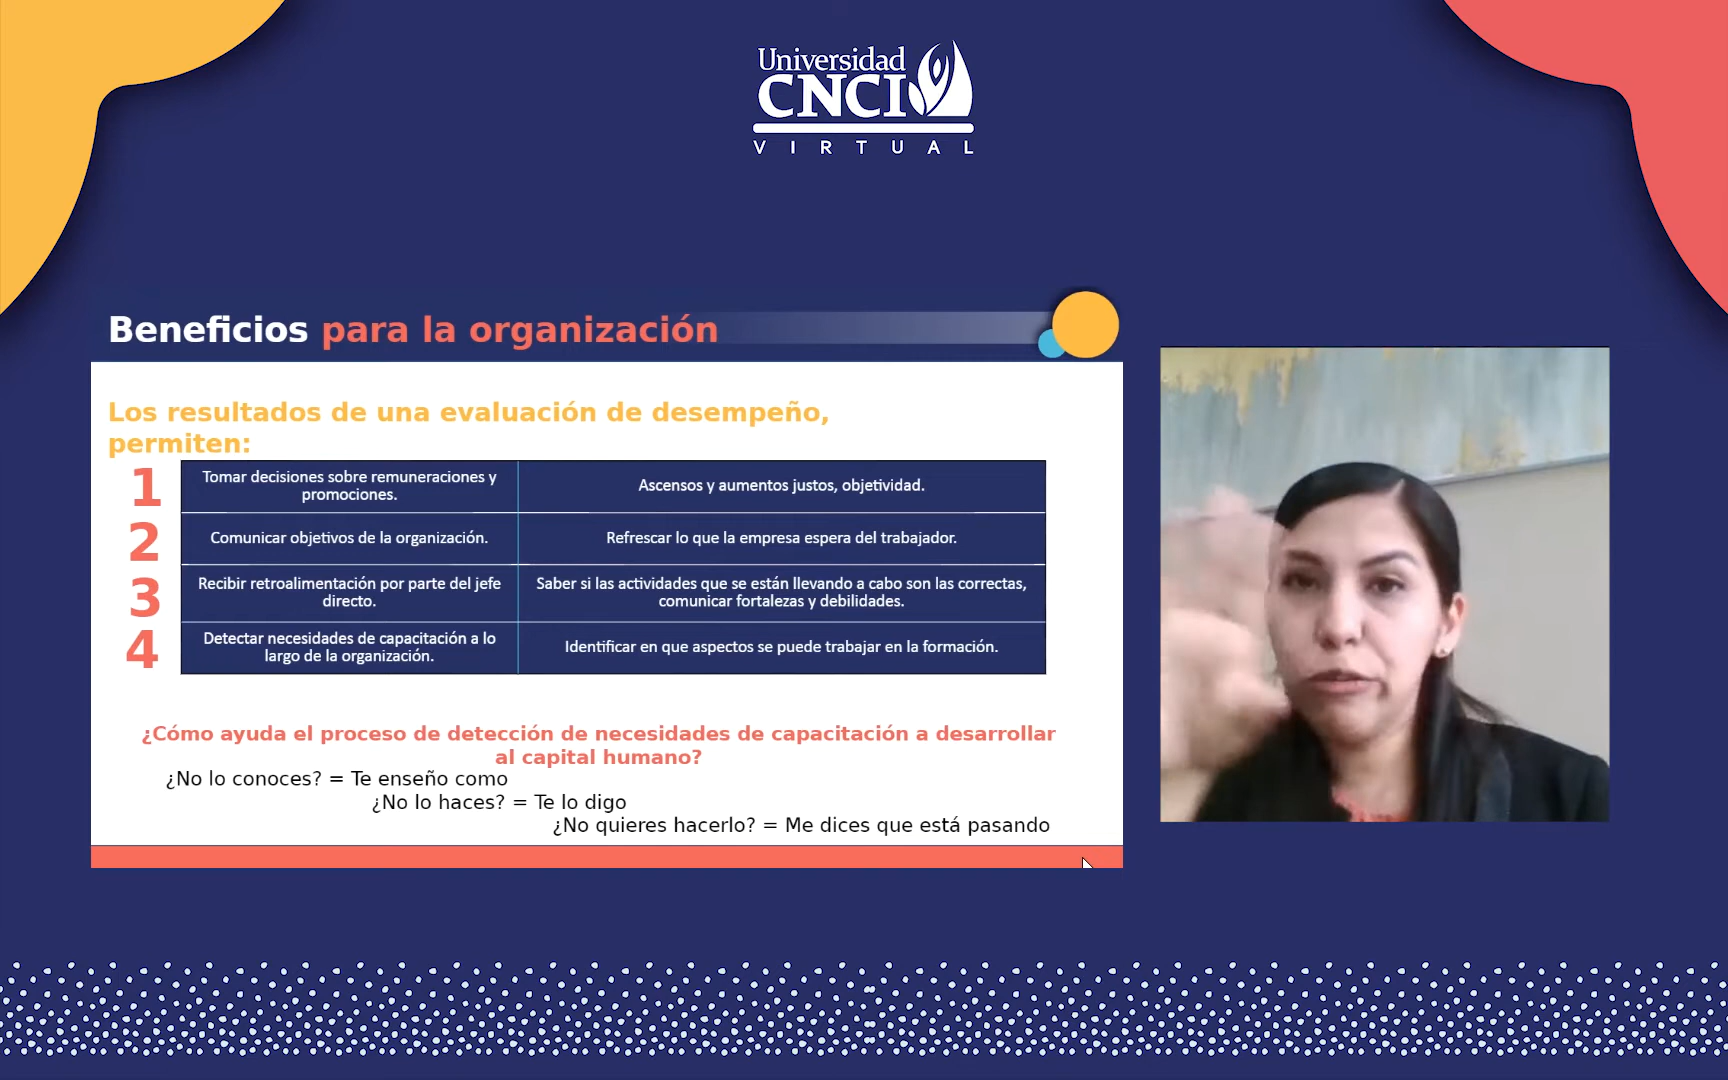 Universidad
CNCI
VIRTUAL
Beneficios para la organización
Los resultados de una evaluación de desempeño,
permiten:
1
Tomar decisiones sobre remuneraciones y
promociones.
Ascensos y aumentos justos, objetividad.
2
Comunicar objetivos de la organización.
Refrescar lo que la empresa espera del trabajador.
3
Recibir retroalimentación por parte del jefe
directo.
Saber si las actividades que se están llevando a cabo son las correctas,
comunicar fortalezas y debilidades.
4
Detectar necesidades de capacitación a lo
largo de la organización.
Identificar en que aspectos se puede trabajar en la formación.
¿Cómo ayuda el proceso de detección de necesidades de capacitación a desarrollar
al capital humano?
¿No lo conoces? = Te enseño como
¿No lo haces? = Te lo digo
¿No quieres hacerlo? = Me dices que está pasando